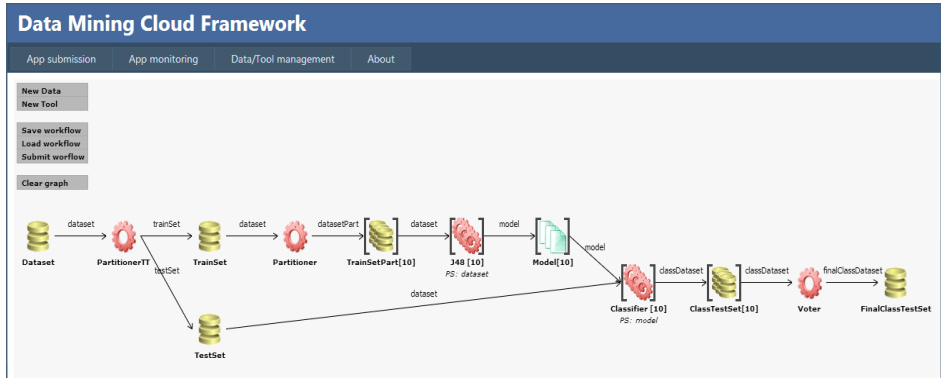 Data Mining Cloud Framework
App submission App monitoring Data/Tool management About
New Data
New Tool
Save workflow
Load workflow
Submit worflow
Clear graph
dataset trainSet dataset datasetPart dataset model
Dataset PartitionerTT TrainSet Partitioner TrainSetPart[10] J48 [10] Model[10]
PS: dataset
model
testSet
classDataset classDataset finalClassDataset
dataset
Classifier [10] ClassTestSet[10] Voter FinalClassTestSet
PS: model
TestSet